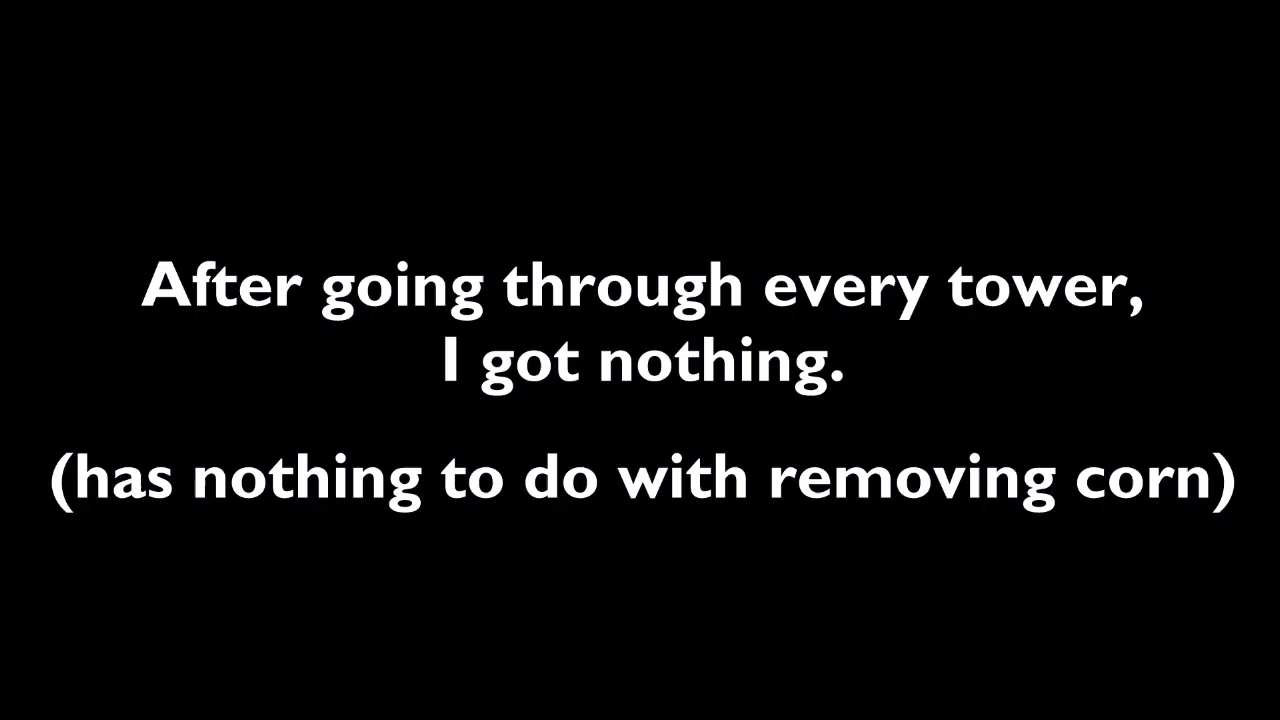 After going through every tower,
I got nothing.
(has nothing to do with removing corn)